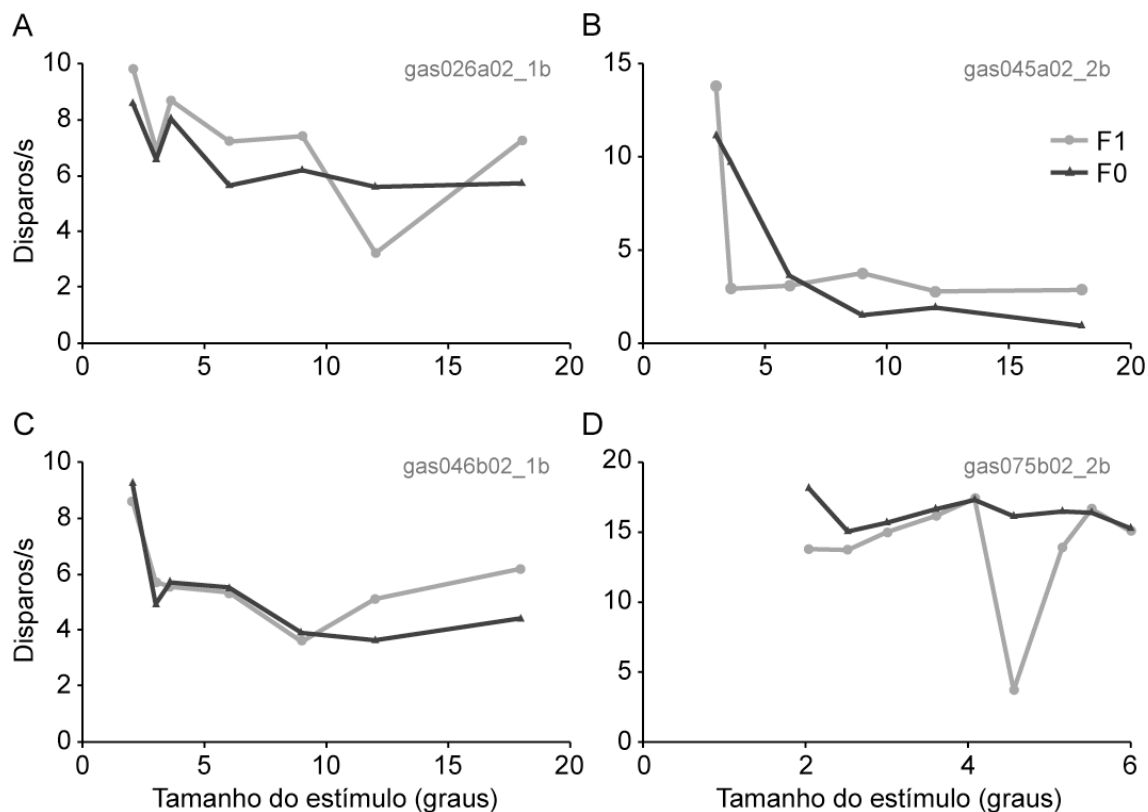 A
gas026a02_1b
Disparos/s
10
8
6
4
2
0
0 5 10 15 20
B
gas045a02_2b
15
10
5
0
F1
F0
0 5 10 15 20
C
gas046b02_1b
Disparos/s
10
8
6
4
2
0
0 5 10 15 20
Tamanho do estímulo (graus)
D
gas075b02_2b
20
15
10
5
0
0 2 4 6
Tamanho do estímulo (graus)